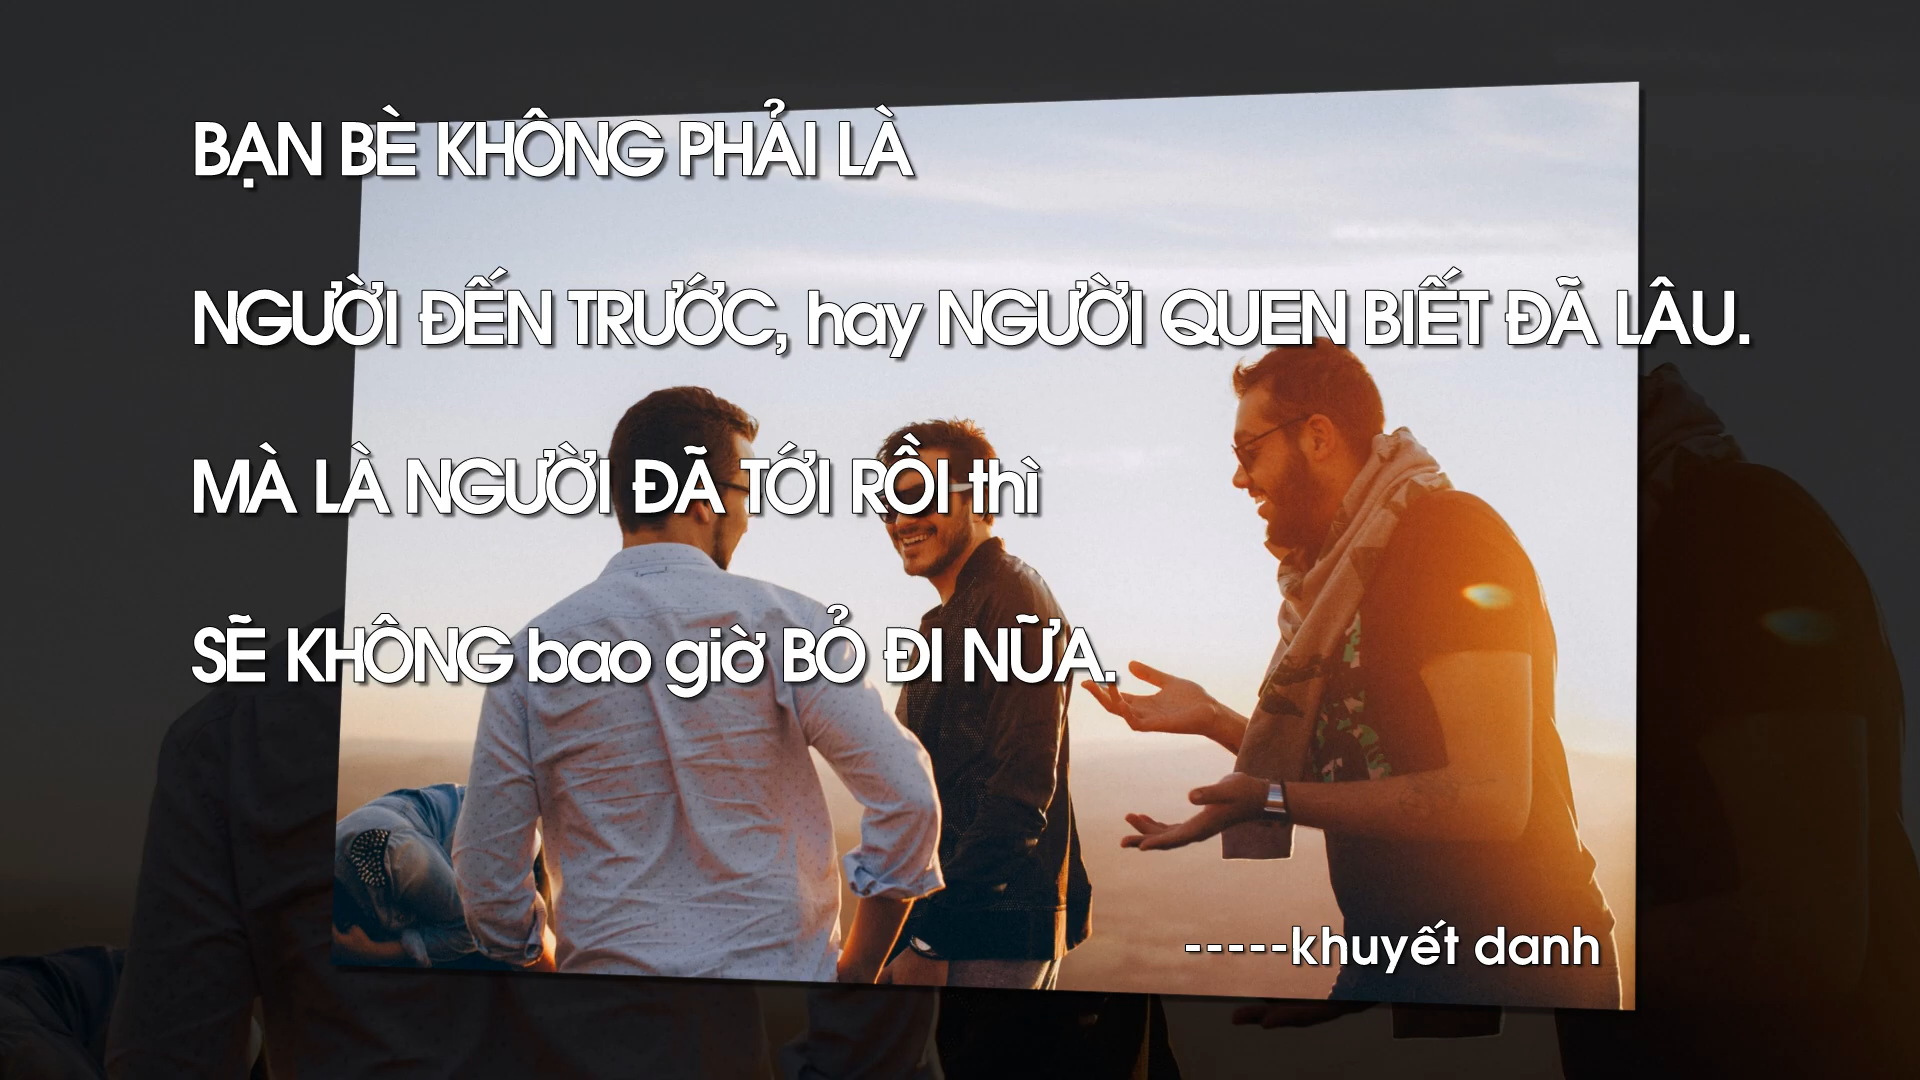 BẠN BÈ KHÔNG PHẢI LÀ
NGƯỜI ĐẾN TRƯỚC, hay NGƯỜI QUEN BIẾT ĐÃ LÂU.
MÀ LÀ NGƯỜI ĐÃ TỚI RỒI thì
SẼ KHÔNG bao giờ BỎ ĐI NỮA.
-----khuyết danh